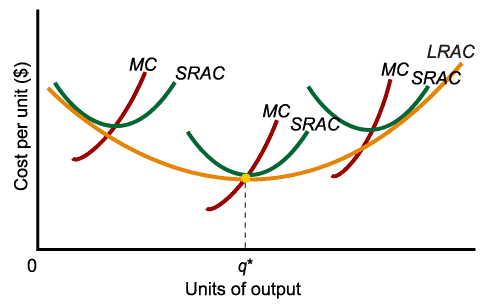 Cost per unit ($)
MC
SRAC
MC
SRAC
MC
SRAC
LRAC
0
q*
Units of output